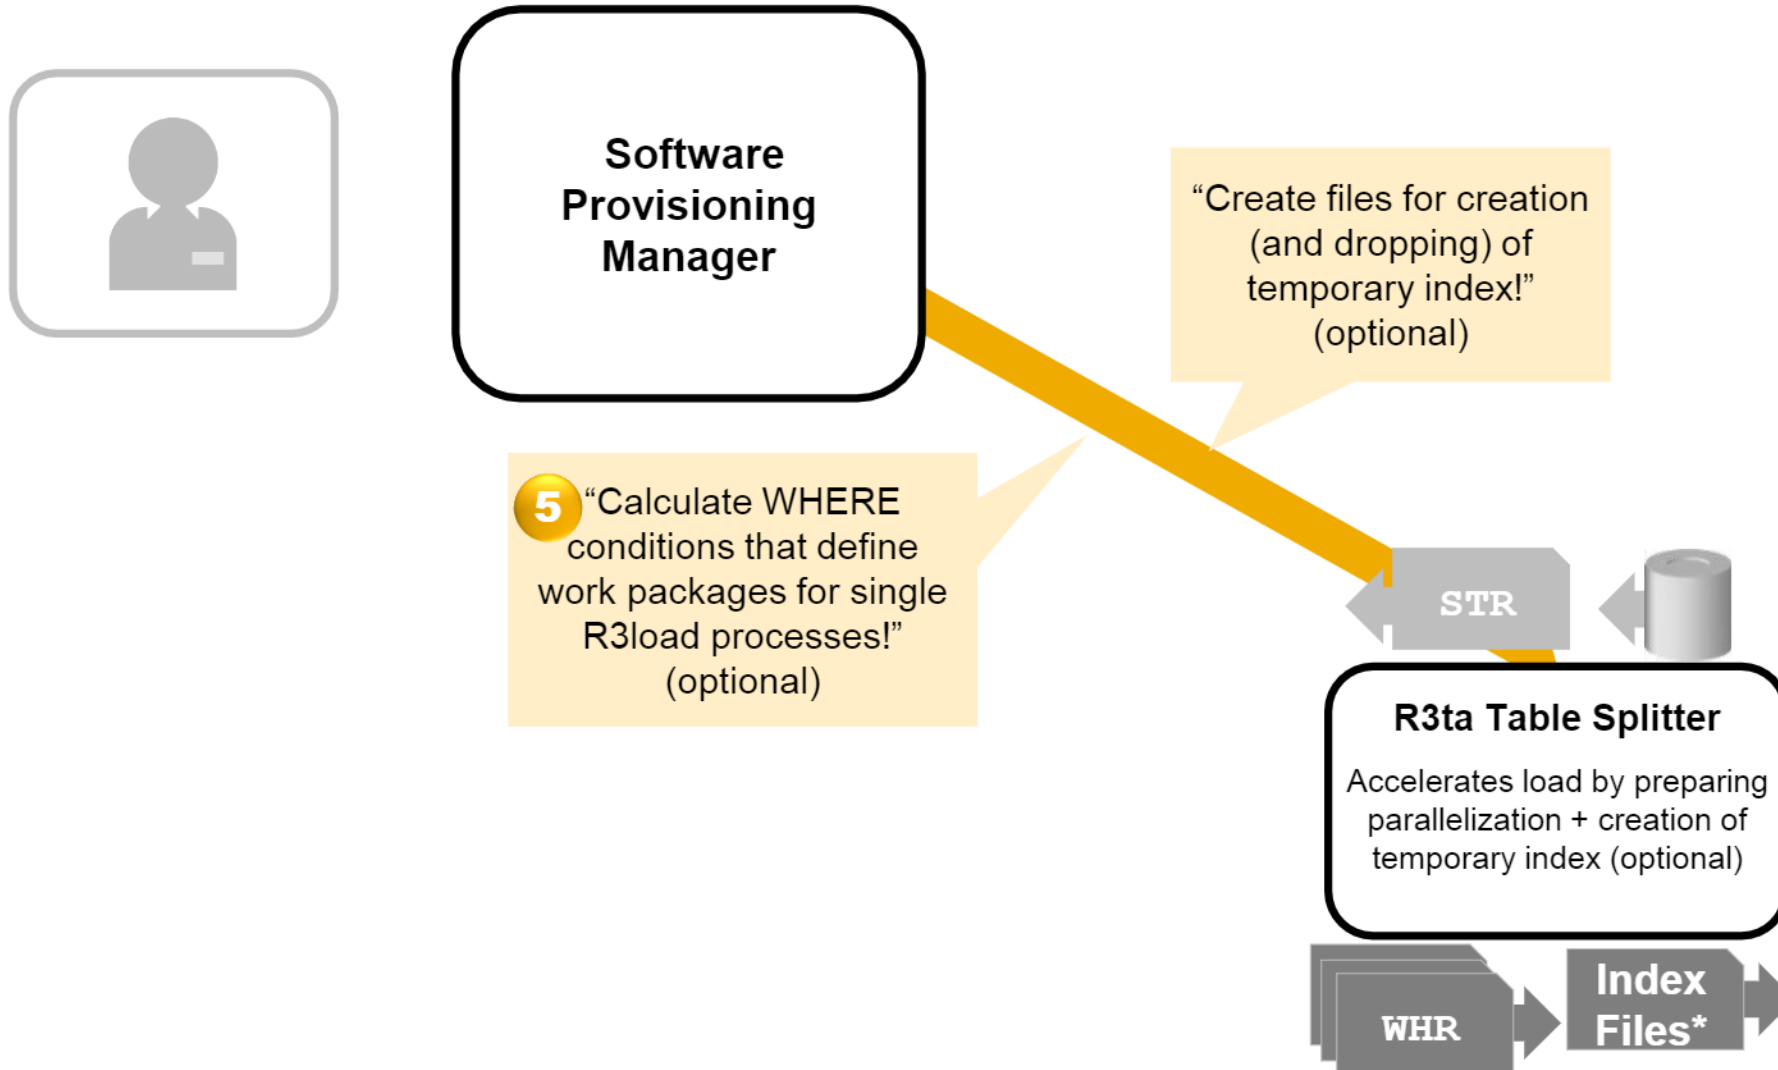 Software
Provisioning
Manager
“Create files for creation
(and dropping) of
temporary index!”
(optional)
5
“Calculate WHERE
conditions that define
work packages for single
R3load processes!”
(optional)
STR
R3ta Table Splitter
Accelerates load by preparing
parallelization + creation of
temporary index (optional)
WHR
Index
Files*